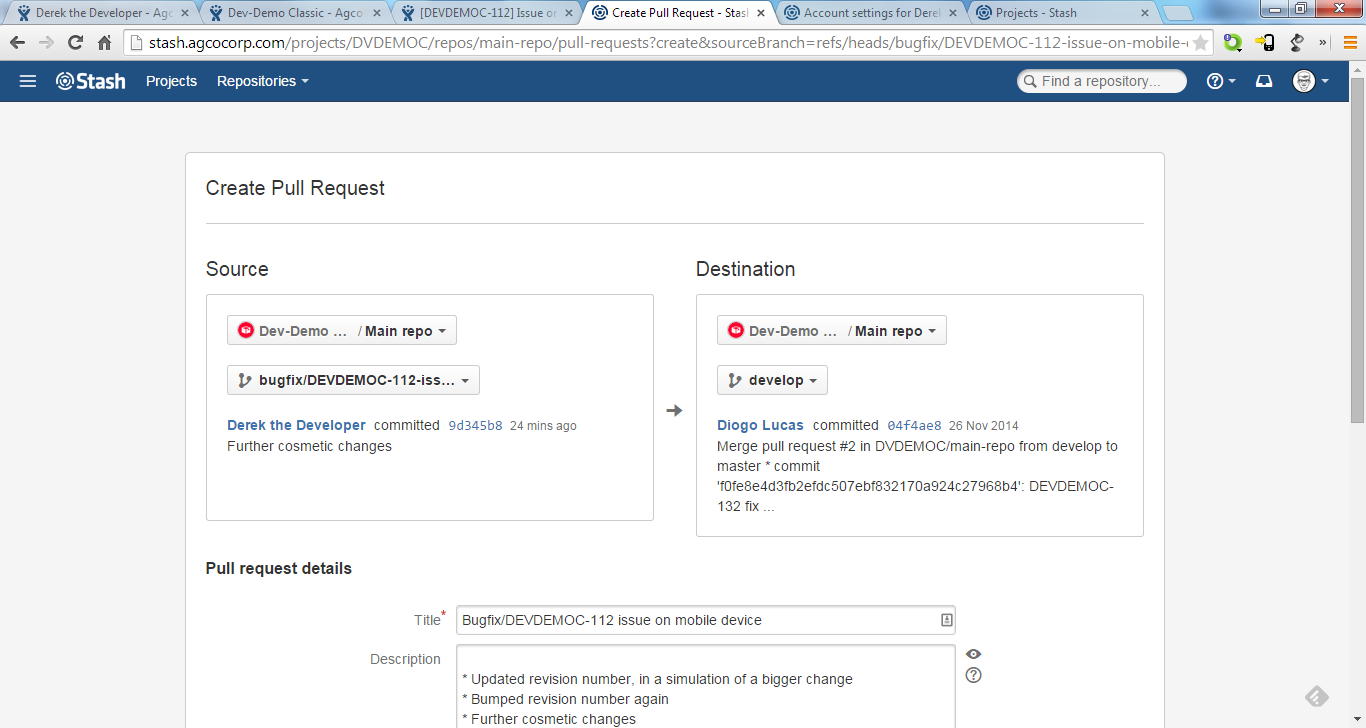 Derek the Developer - Agc
Dev-Demo Classic - Agco
[DEVDEMOC-112] Issue on
Create Pull Request - Stash
Account settings for Derek
Projects - Stash
stash.agcocorp.com/projects/DVDEMOC/repos/main-repo/pull-requests?create&sourceBranch=refs/heads/bugfix/DEVDEMOC-112-issue-on-mobile-
Stash Projects Repositories Find a repository...
Create Pull Request
Source
Dev-Demo ... / Main repo
bugfix/DEVDEMOC-112-iss...
Derek the Developer committed 9d345b8 24 mins ago
Further cosmetic changes
Destination
Dev-Demo ... / Main repo
develop
Diogo Lucas committed 04f4ae8 26 Nov 2014
Merge pull request #2 in DVDEMOC/main-repo from develop to
master * commit
'f0fe8e4d3fb2efdc507ebf832170a924c27968b4': DEVDEMOC-
132 fix ...
Pull request details
Title* Bugfix/DEVDEMOC-112 issue on mobile device
Description
* Updated revision number, in a simulation of a bigger change
* Bumped revision number again
* Further cosmetic changes